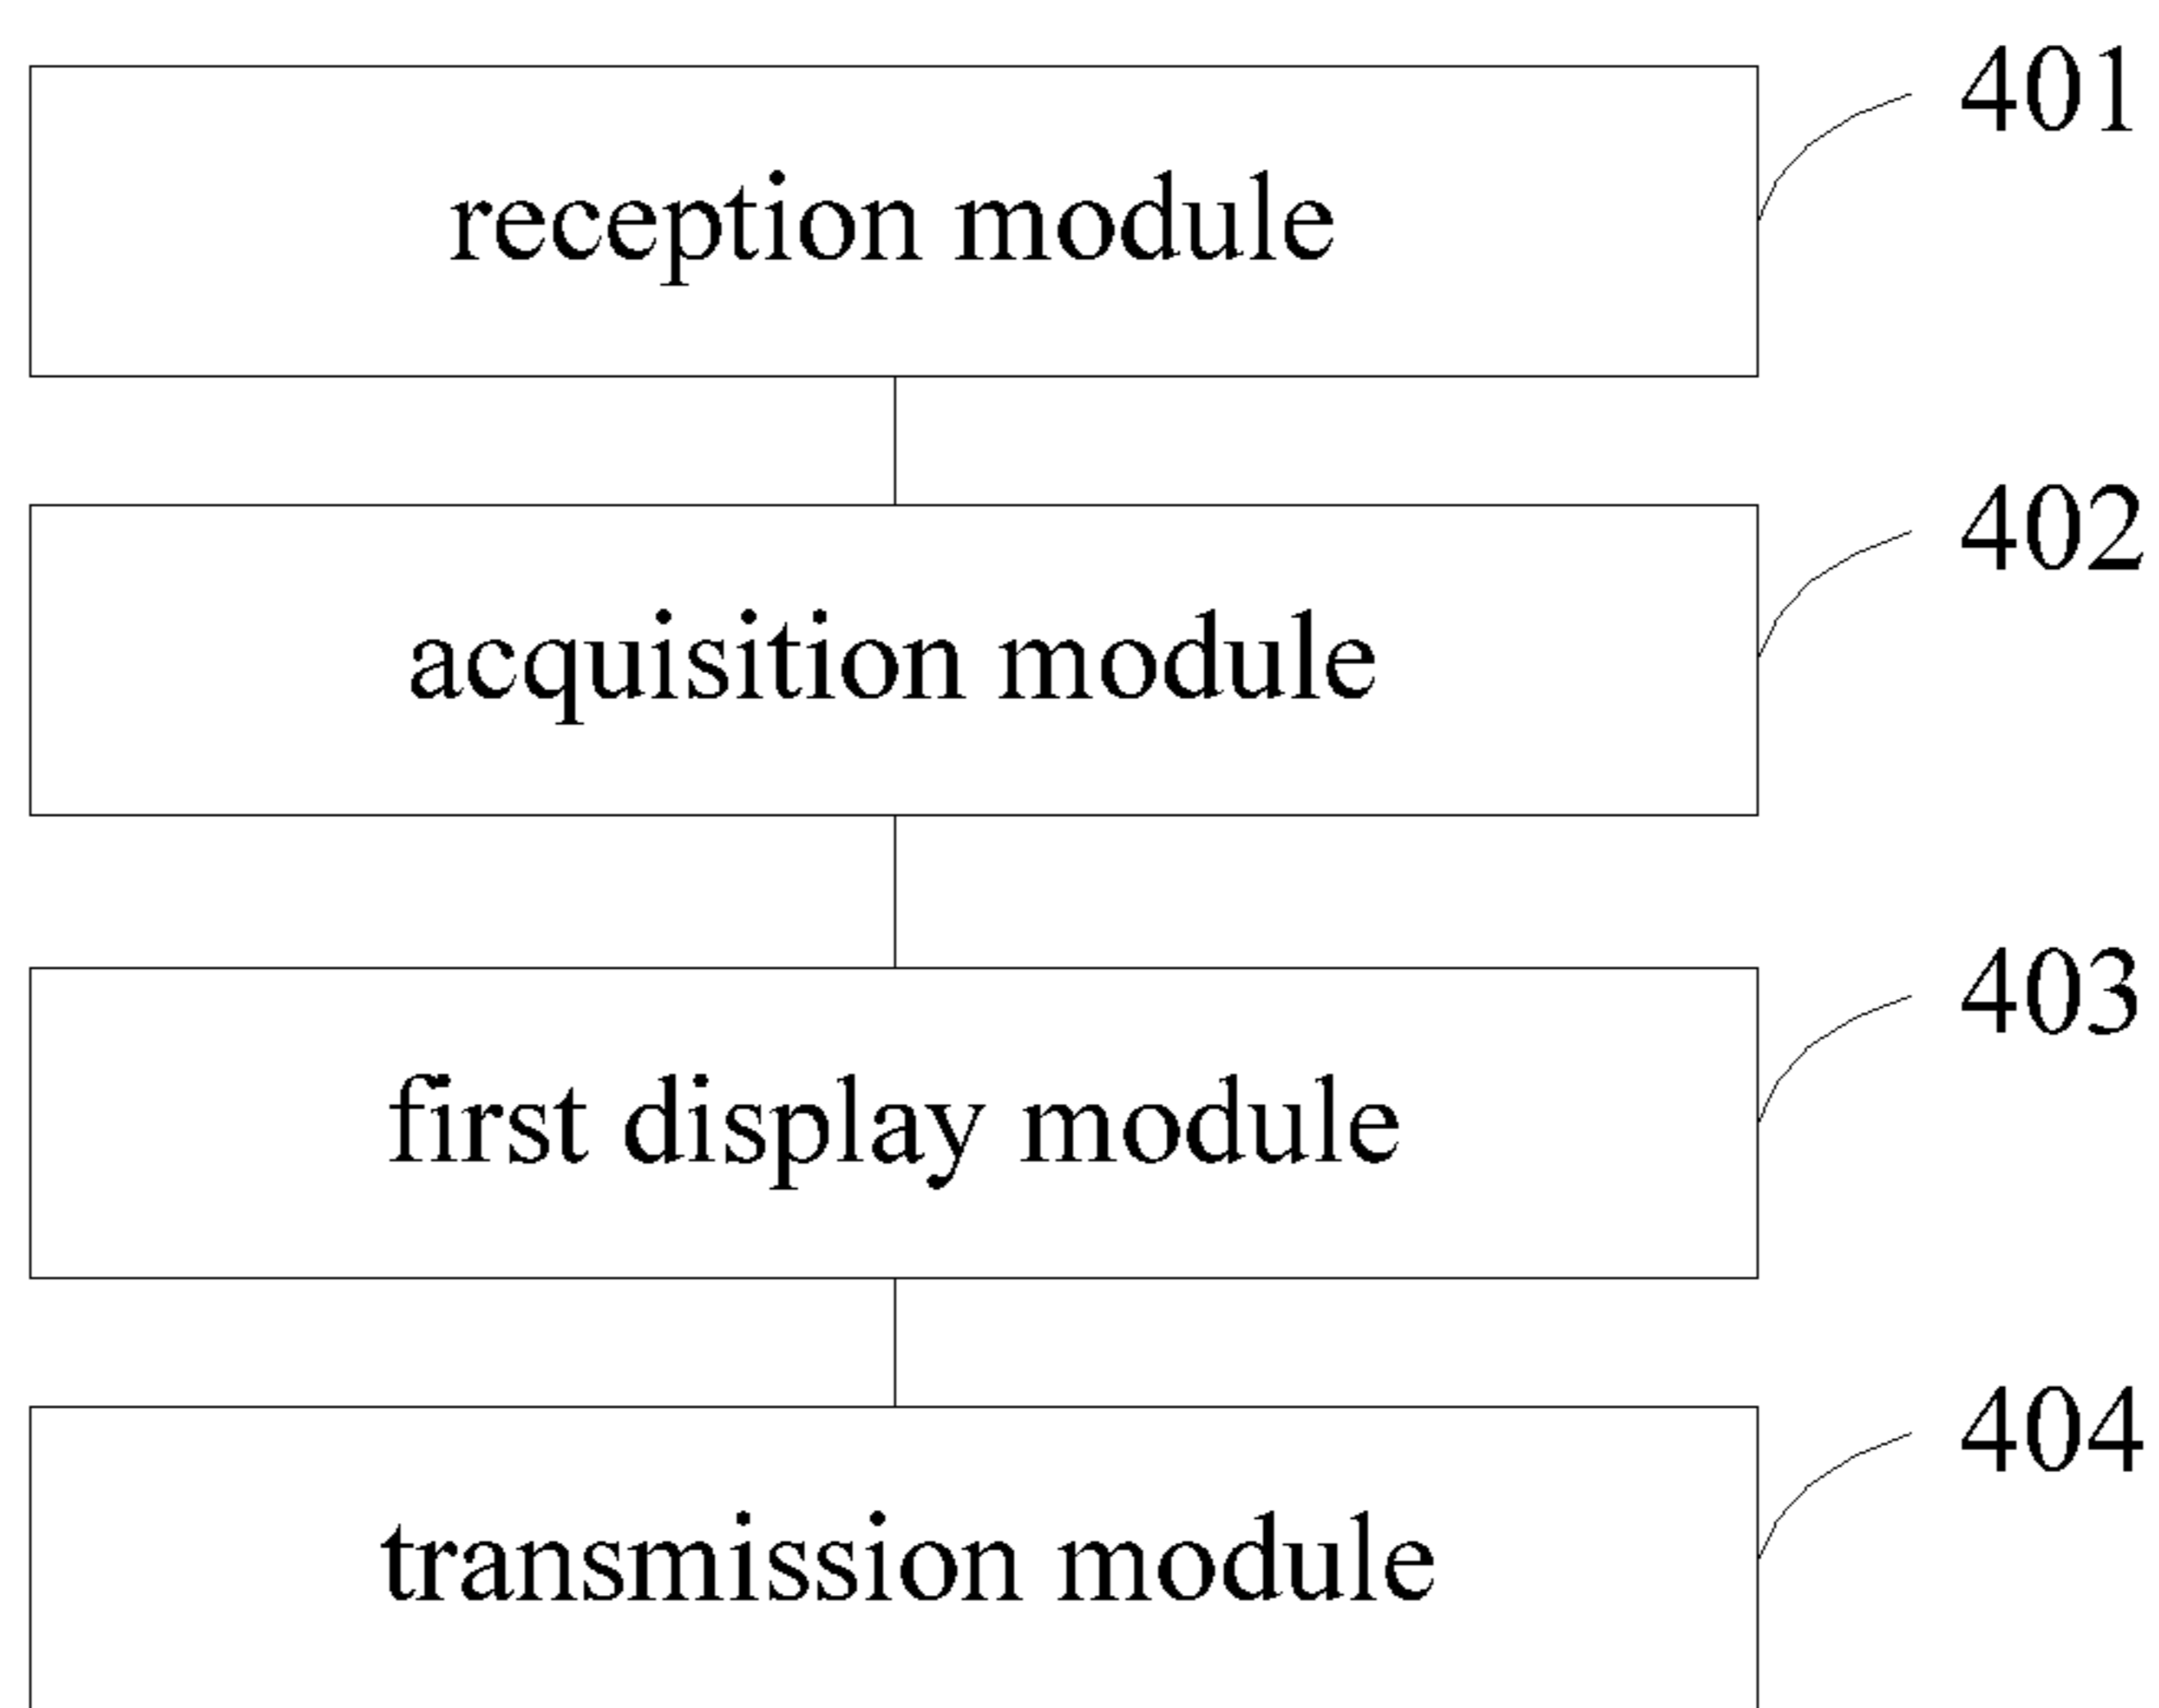 401
reception module
402
acquisition module
403
first display module
404
transmission module